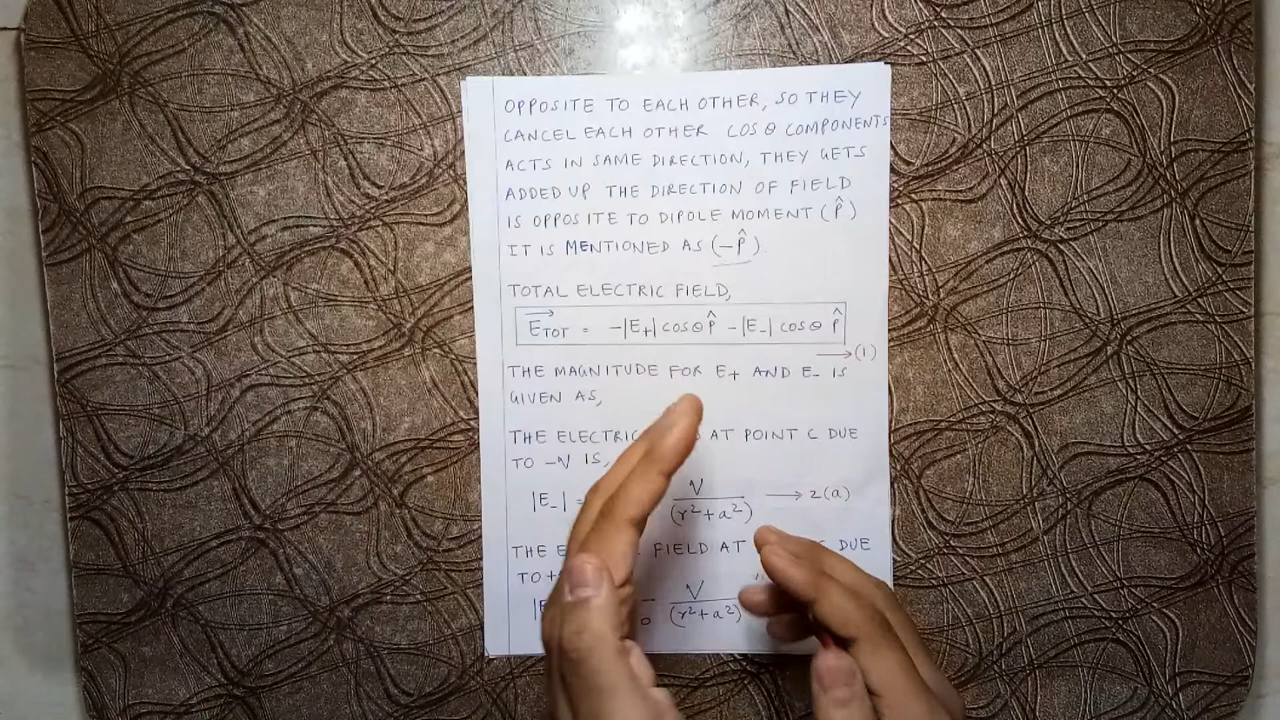 OPPOSITE TO EACH OTHER, SO THEY
CANCEL EACH OTHER COS θ COMPONENTS
ACTS IN SAME DIRECTION, THEY GETS
ADDED UP THE DIRECTION OF FIELD
IS OPPOSITE TO DIPOLE MOMENT (p̂)
IT IS MENTIONED AS (−p̂).
TOTAL ELECTRIC FIELD,
E⃗TOT = −|E+| cosθ p̂ − |E−| cosθ p̂
→(1)
THE MAGNITUDE FOR E+ AND E− IS
GIVEN AS,
THE ELECTRIC AT POINT C DUE
TO −V IS,
|E−| = V/(r²+a²) → 2(a)
THE FIELD AT DUE
TO +
V/(r²+a²)